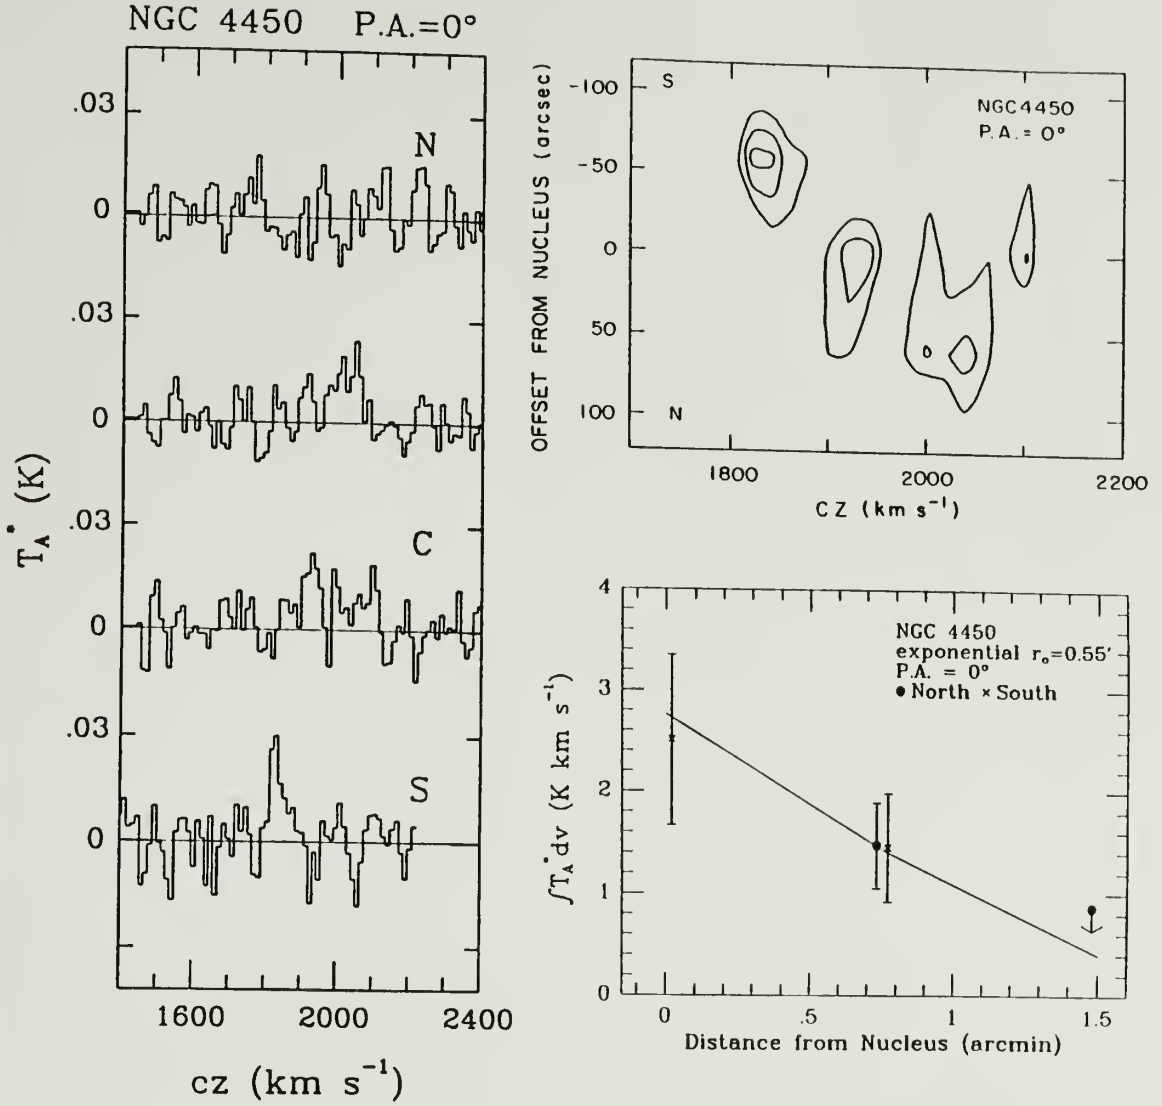 NGC 4450 P.A.=0°
.03
N
0
.03
0
.03
C
0
.03
S
0
T_A* (K)
1600 2000 2400
cz (km s⁻¹)
-100 S
NGC4450
P.A. = 0°
-50
0
50
100 N
OFFSET FROM NUCLEUS (arcsec)
1800 2000 2200
CZ (km s⁻¹)
4
NGC 4450
exponential r₀=0.55'
P.A. = 0°
● North × South
3
2
1
0
∫T_A* dv (K km s⁻¹)
0 .5 1 1.5
Distance from Nucleus (arcmin)